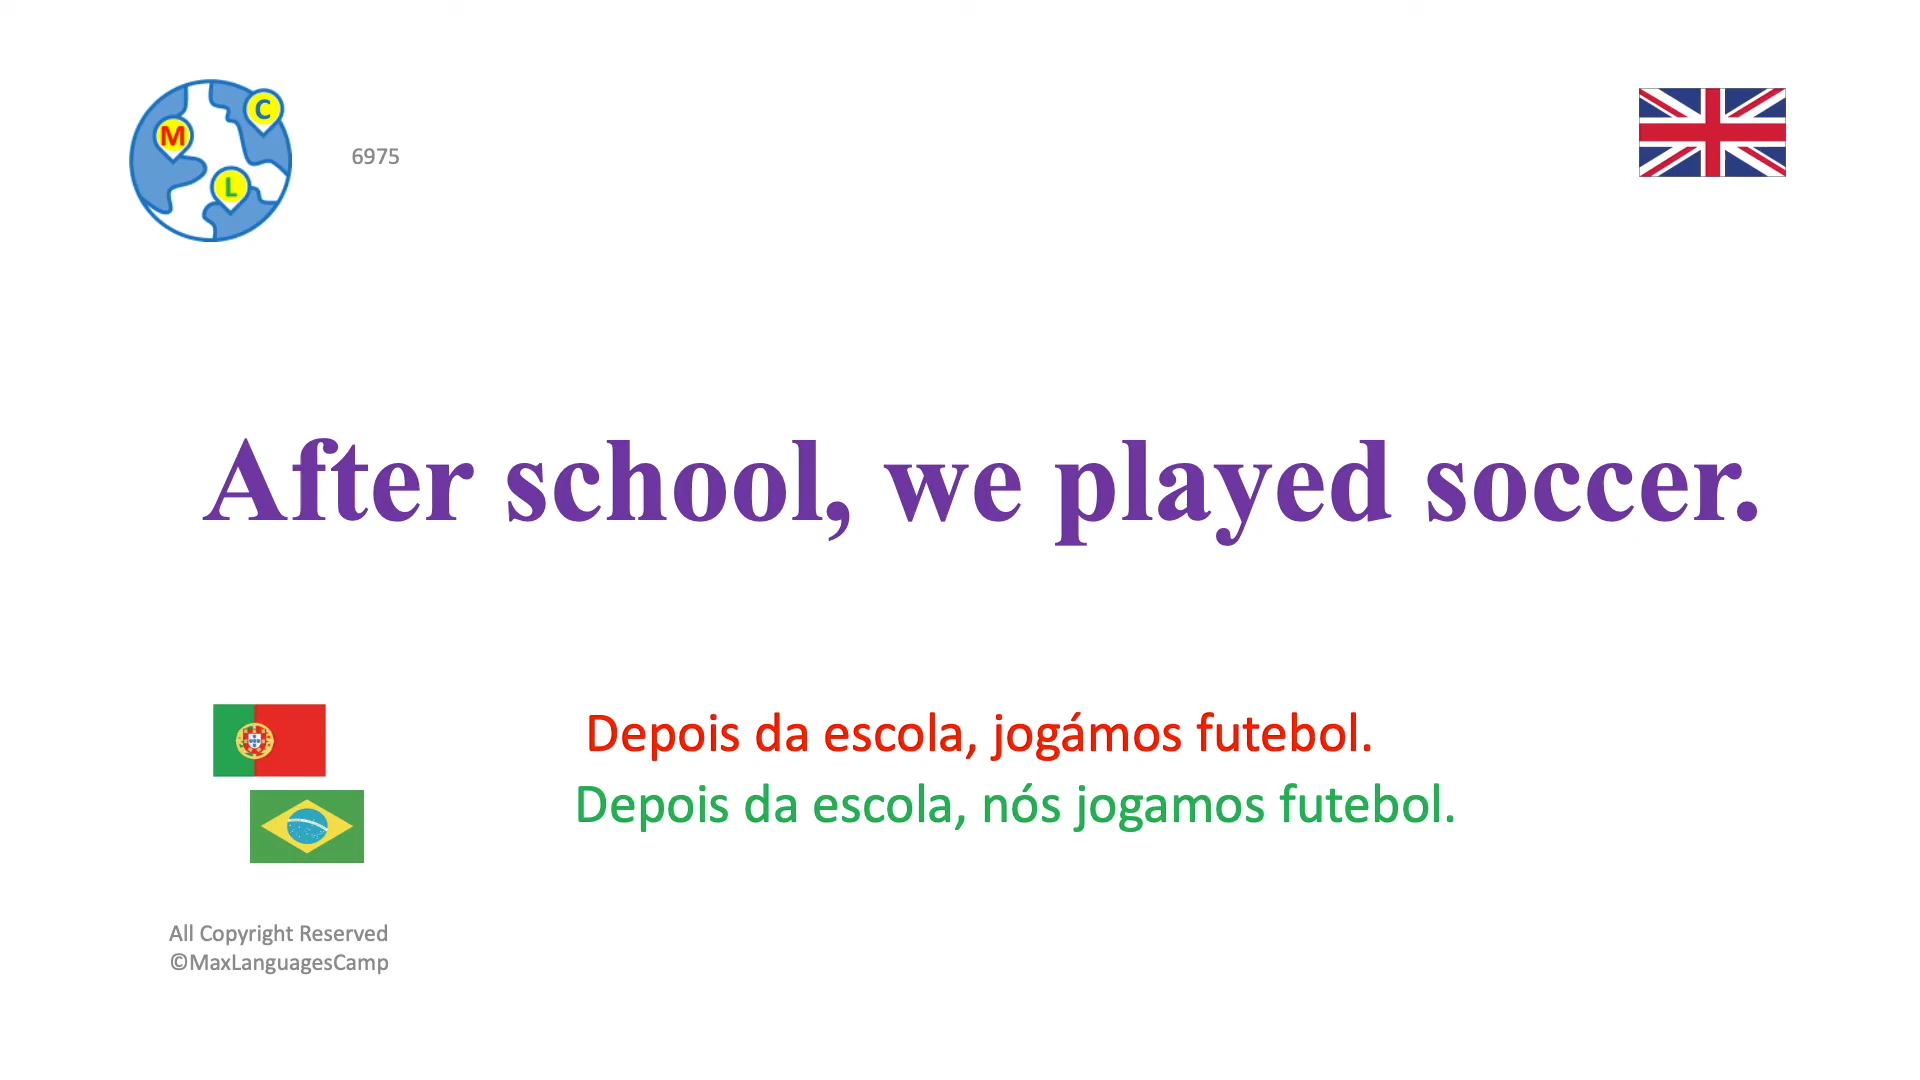 C
M
L
6975
After school, we played soccer.
Depois da escola, jogámos futebol.
Depois da escola, nós jogamos futebol.
All Copyright Reserved
©MaxLanguagesCamp